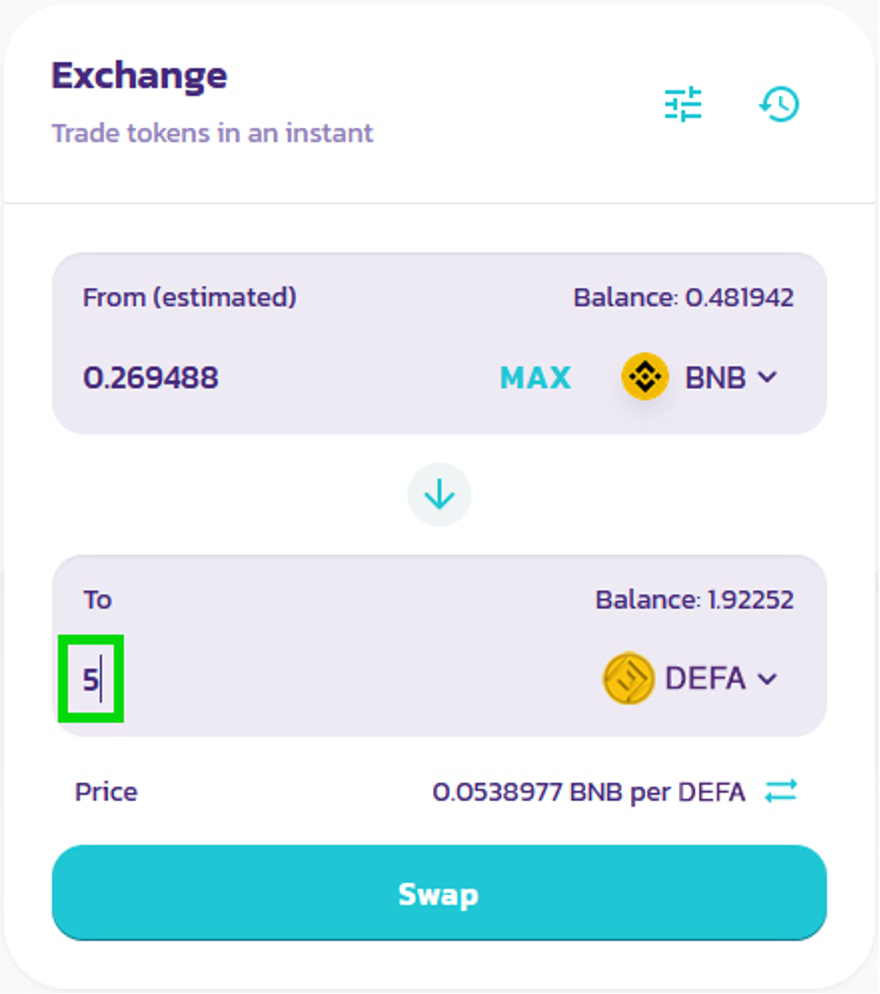 Exchange
Trade tokens in an instant
From (estimated) Balance: 0.481942
0.269488 MAX BNB
To Balance: 1.92252
5 DEFA
Price 0.0538977 BNB per DEFA
Swap